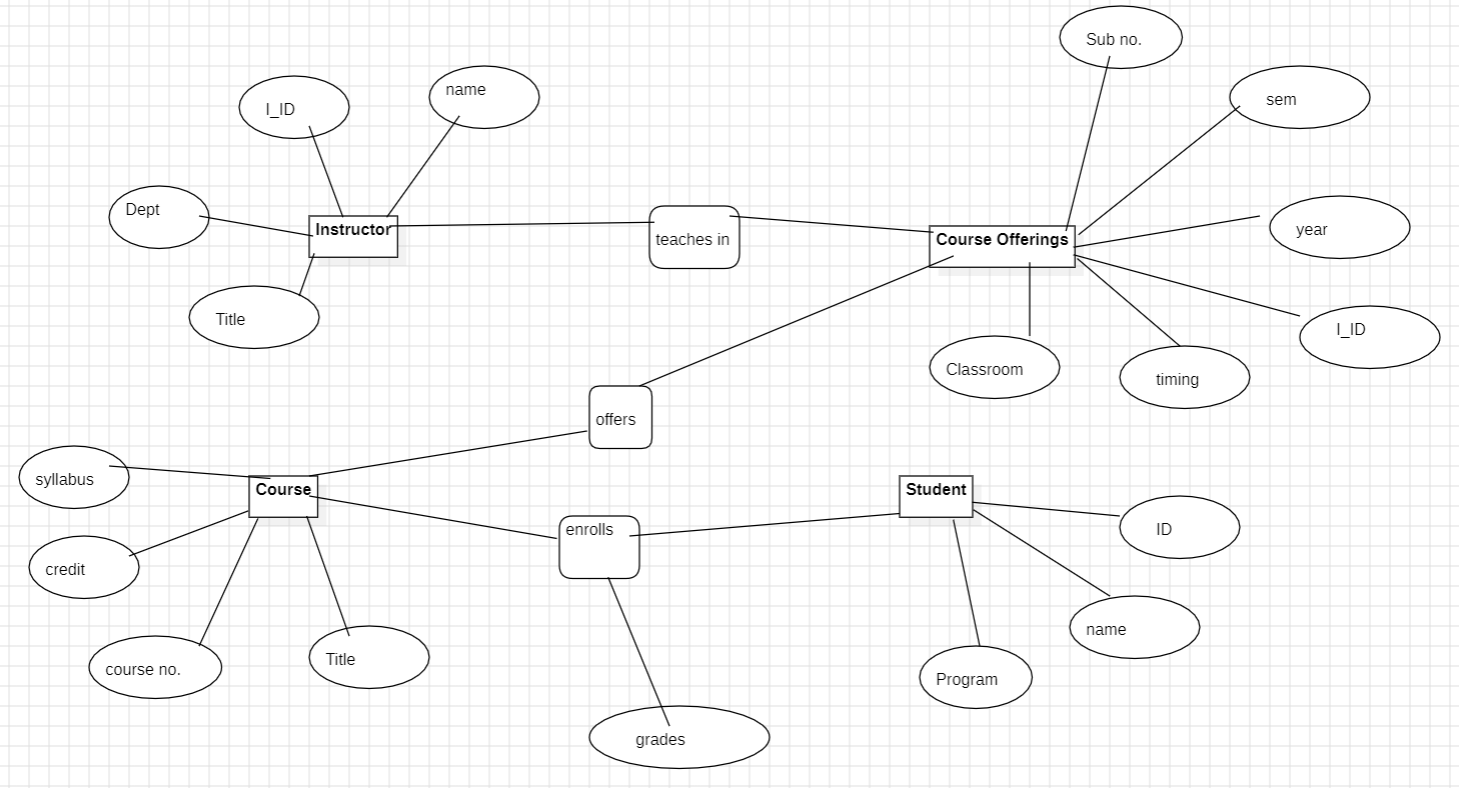 Sub no.
name
sem
I_ID
Dept
Instructor
teaches in
Course Offerings
year
Title
I_ID
Classroom
timing
offers
syllabus
Course
Student
enrolls
ID
credit
name
course no.
Title
Program
grades